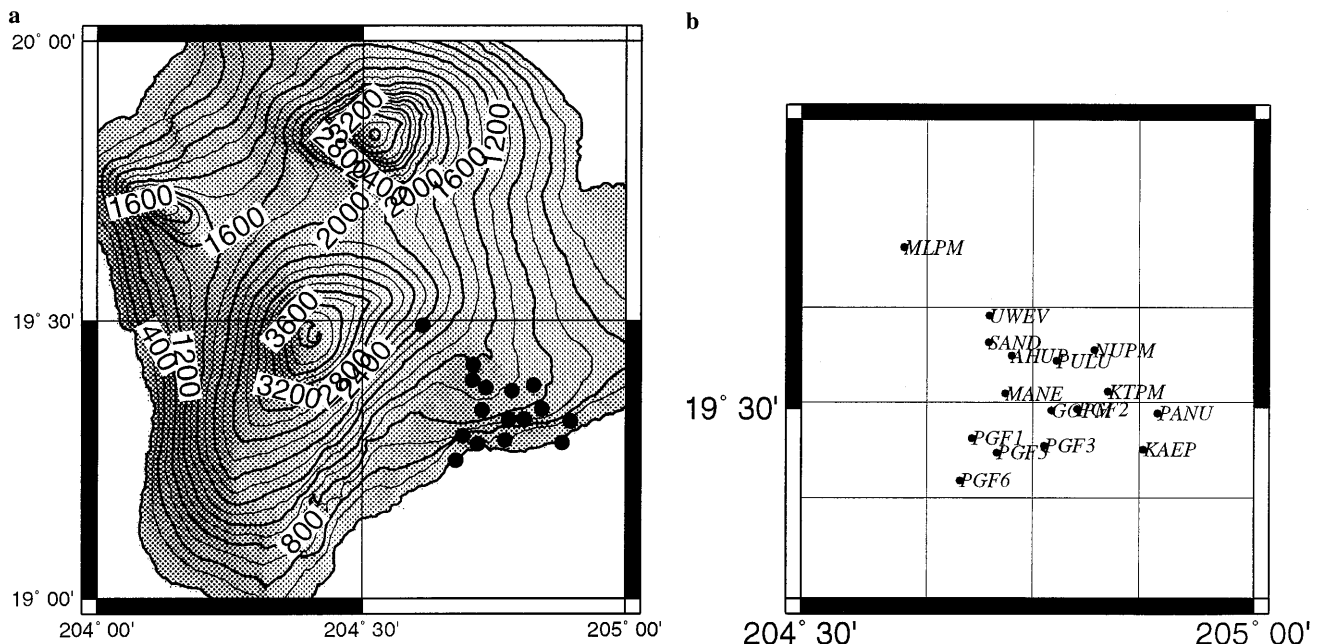 a
b
20° 00'
3200
2800
2400
2000
1600
1200
1600
1600
2000
3600
19° 30'
400
1200
3200
2800
2400
800
19° 00'
204° 00'
204° 30'
205° 00'
MLPM
UWEV
SAND
AHUP
PULU
NUPM
MANE
KTPM
19° 30'
PGF2
PANU
PGF1
PGF5
PGF3
KAEP
PGF6
204° 30'
205° 00'